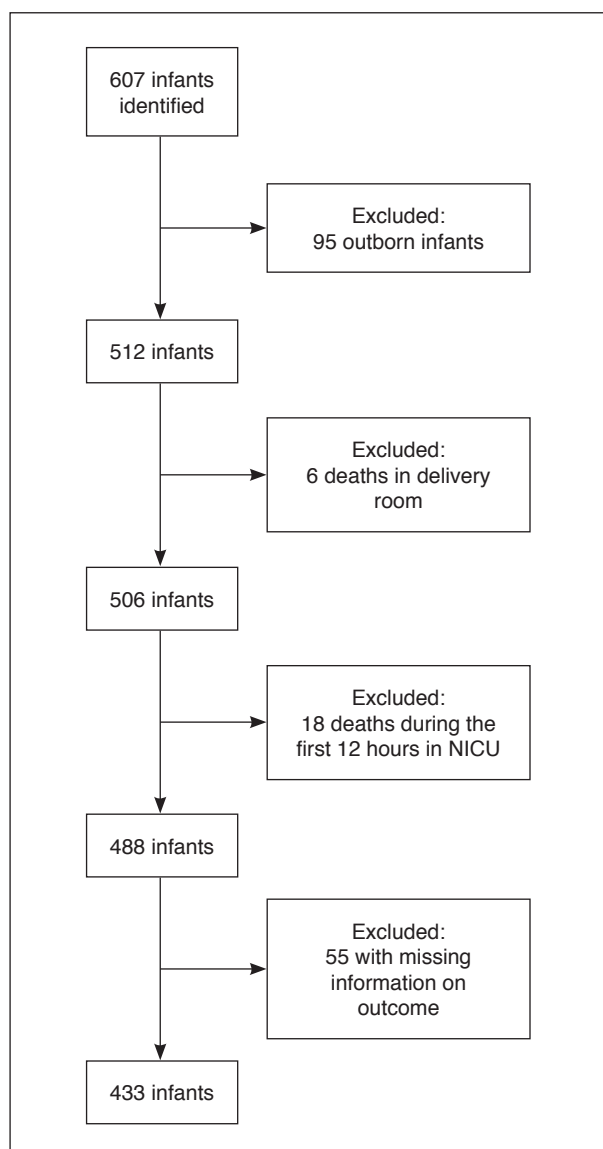 607 infants
identified
Excluded:
95 outborn infants
512 infants
Excluded:
6 deaths in delivery
room
506 infants
Excluded:
18 deaths during the
first 12 hours in NICU
488 infants
Excluded:
55 with missing
information on
outcome
433 infants